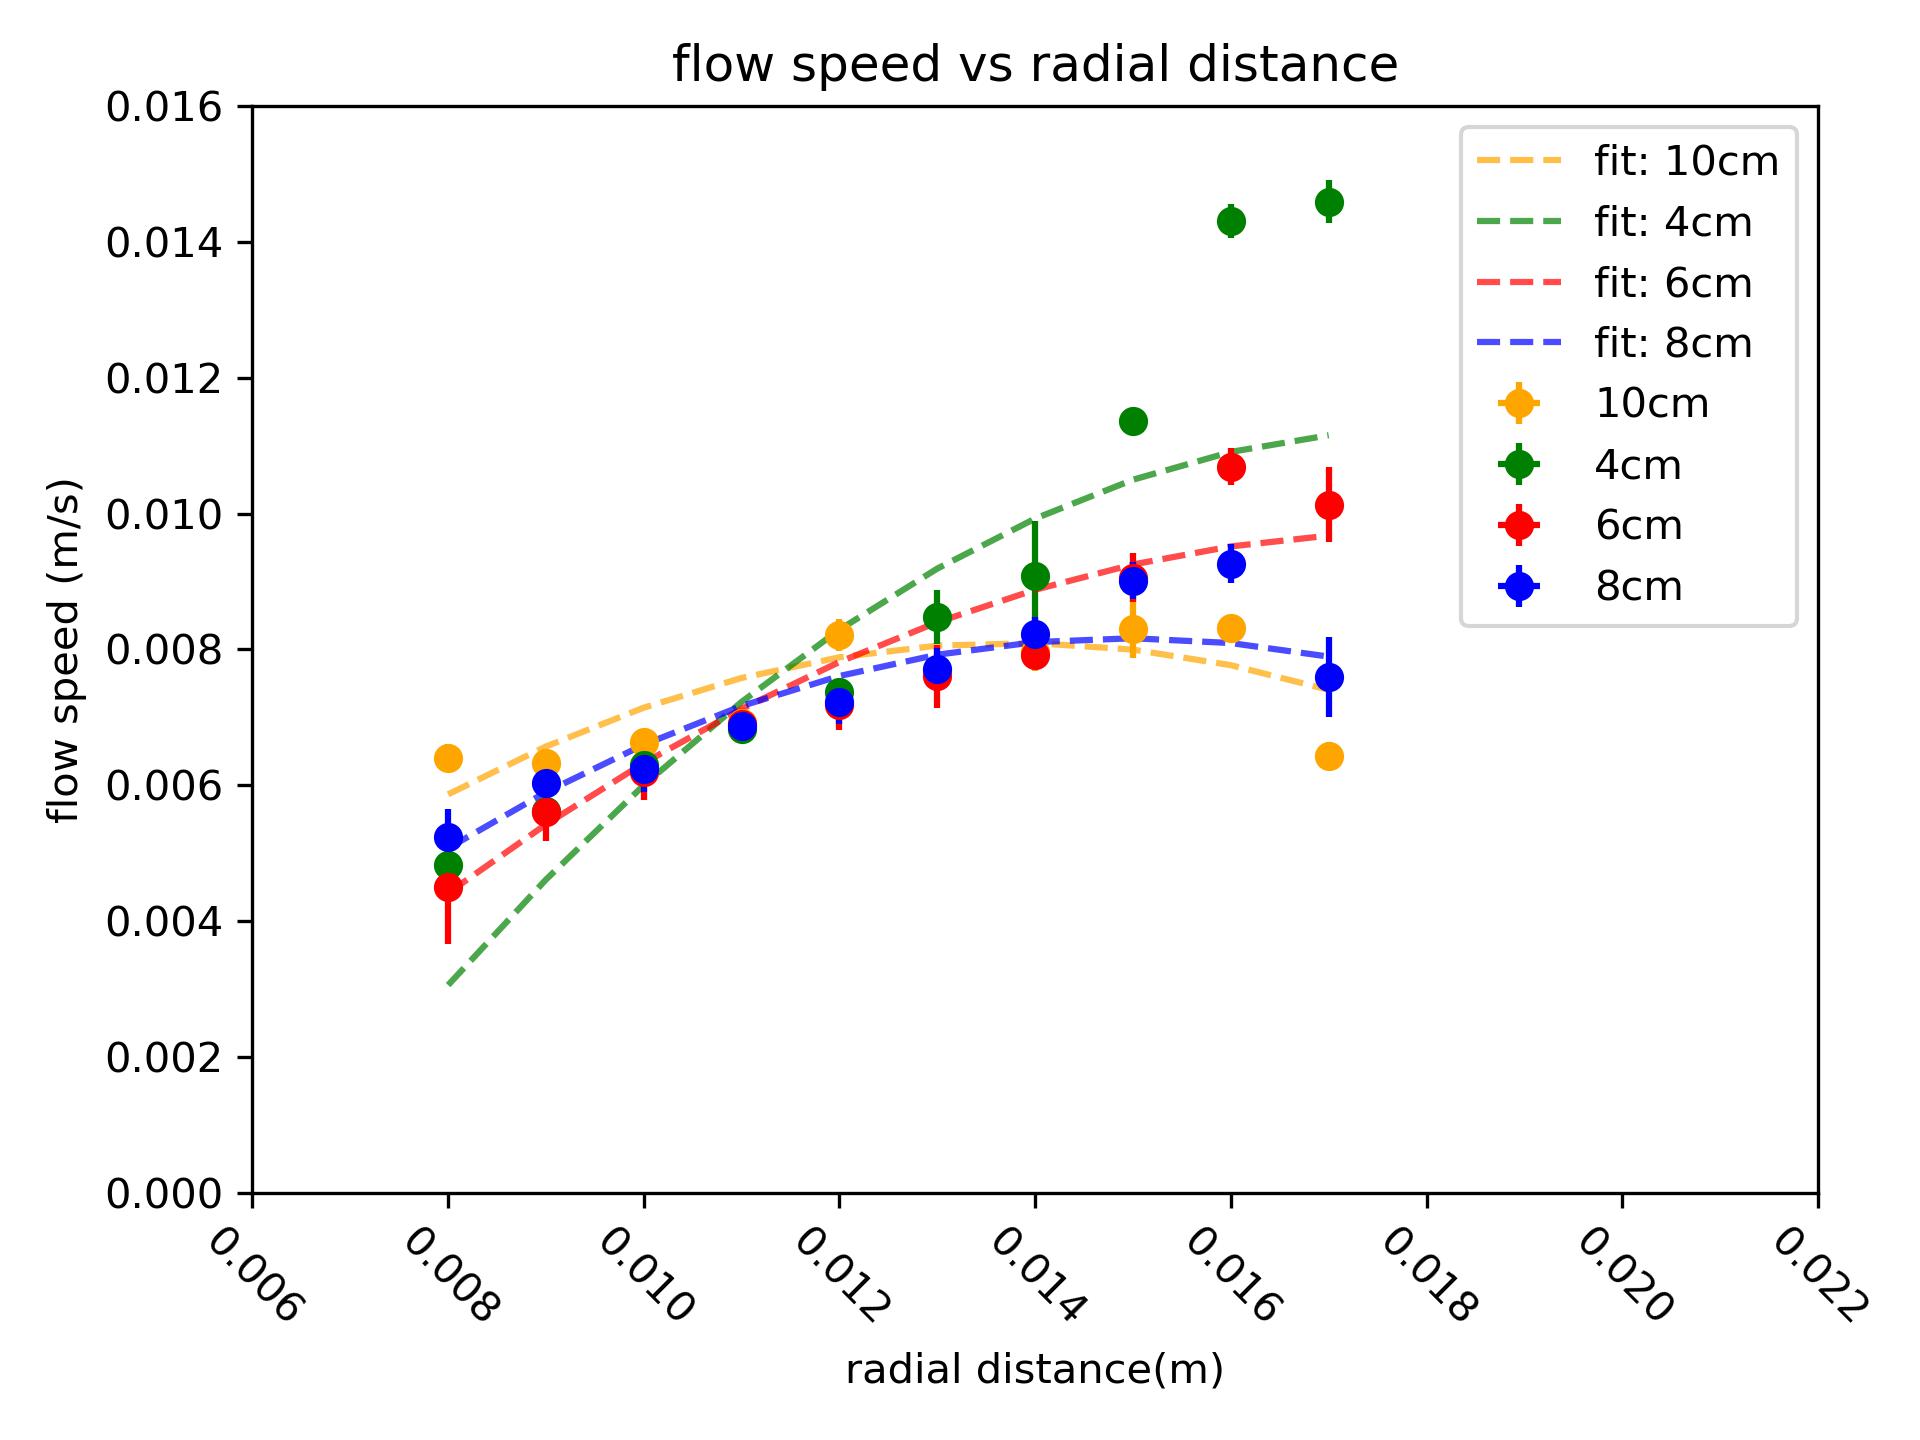 flow speed vs radial distance
0.016
0.014
0.012
0.010
0.008
0.006
0.004
0.002
0.000
flow speed (m/s)
fit: 10cm
fit: 4cm
fit: 6cm
fit: 8cm
10cm
4cm
6cm
8cm
0.006 0.008 0.010 0.012 0.014 0.016 0.018 0.020 0.022
radial distance(m)